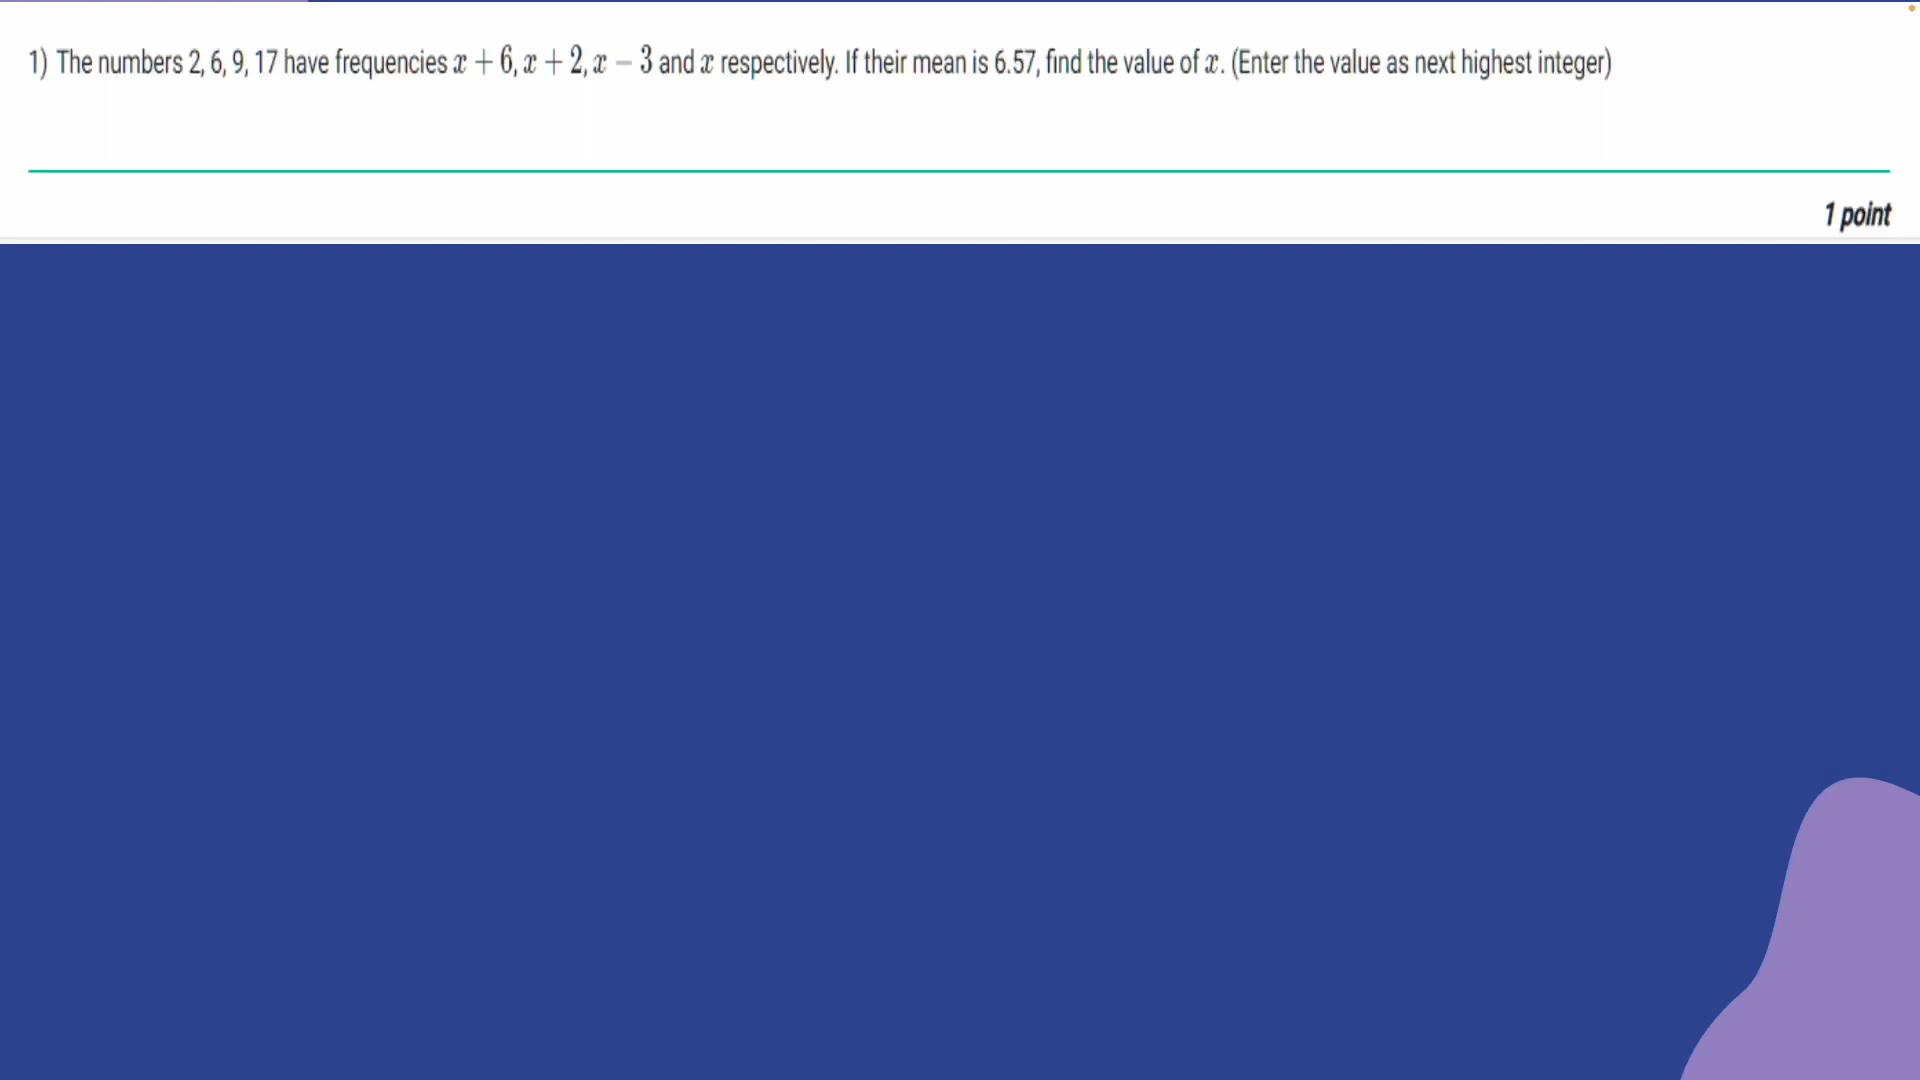 1) The numbers 2, 6, 9, 17 have frequencies x + 6, x + 2, x − 3 and x respectively. If their mean is 6.57, find the value of x. (Enter the value as next highest integer)
1 point